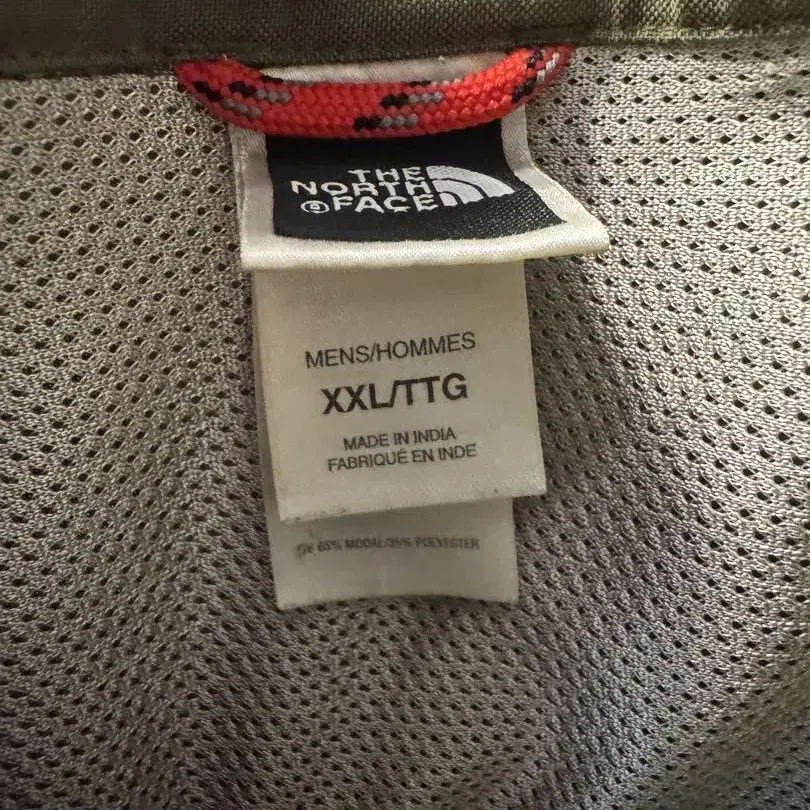 THE
NORTH
FACE
MENS/HOMMES
XXL/TTG
MADE IN INDIA
FABRIQUÉ EN INDE
65% MODAL/35% POLYESTER